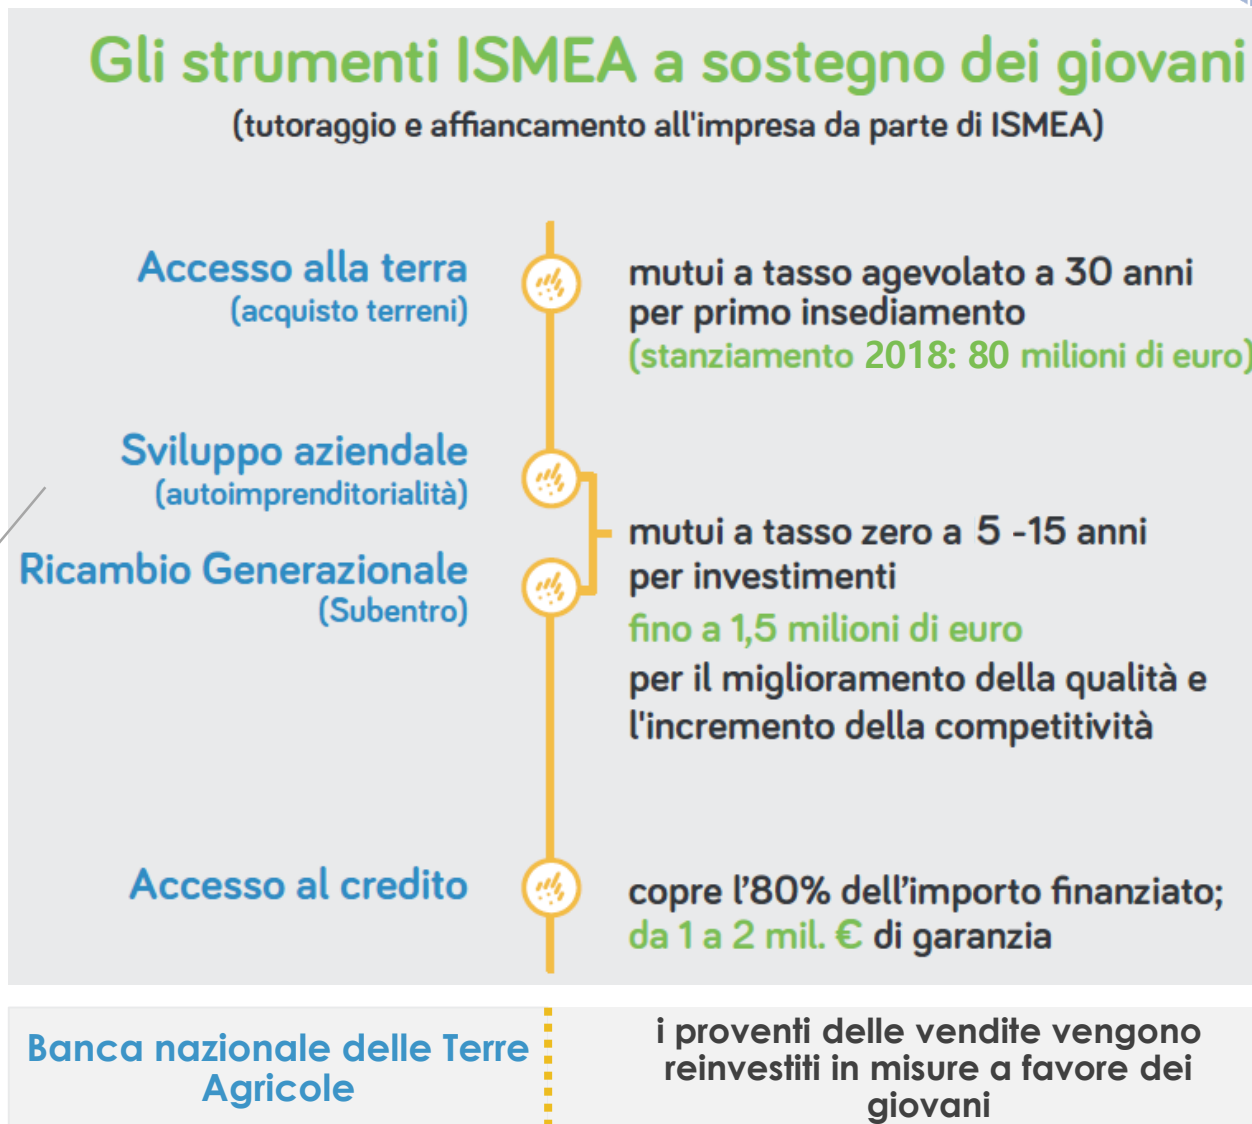 Gli strumenti ISMEA a sostegno dei giovani
(tutoraggio e affiancamento all'impresa da parte di ISMEA)
Accesso alla terra
(acquisto terreni)
mutui a tasso agevolato a 30 anni
per primo insediamento
(stanziamento 2018: 80 milioni di euro)
Sviluppo aziendale
(autoimprenditorialità)
Ricambio Generazionale
(Subentro)
mutui a tasso zero a 5 -15 anni
per investimenti
fino a 1,5 milioni di euro
per il miglioramento della qualità e
l'incremento della competitività
Accesso al credito
copre l’80% dell’importo finanziato;
da 1 a 2 mil. € di garanzia
Banca nazionale delle Terre
Agricole
i proventi delle vendite vengono
reinvestiti in misure a favore dei
giovani